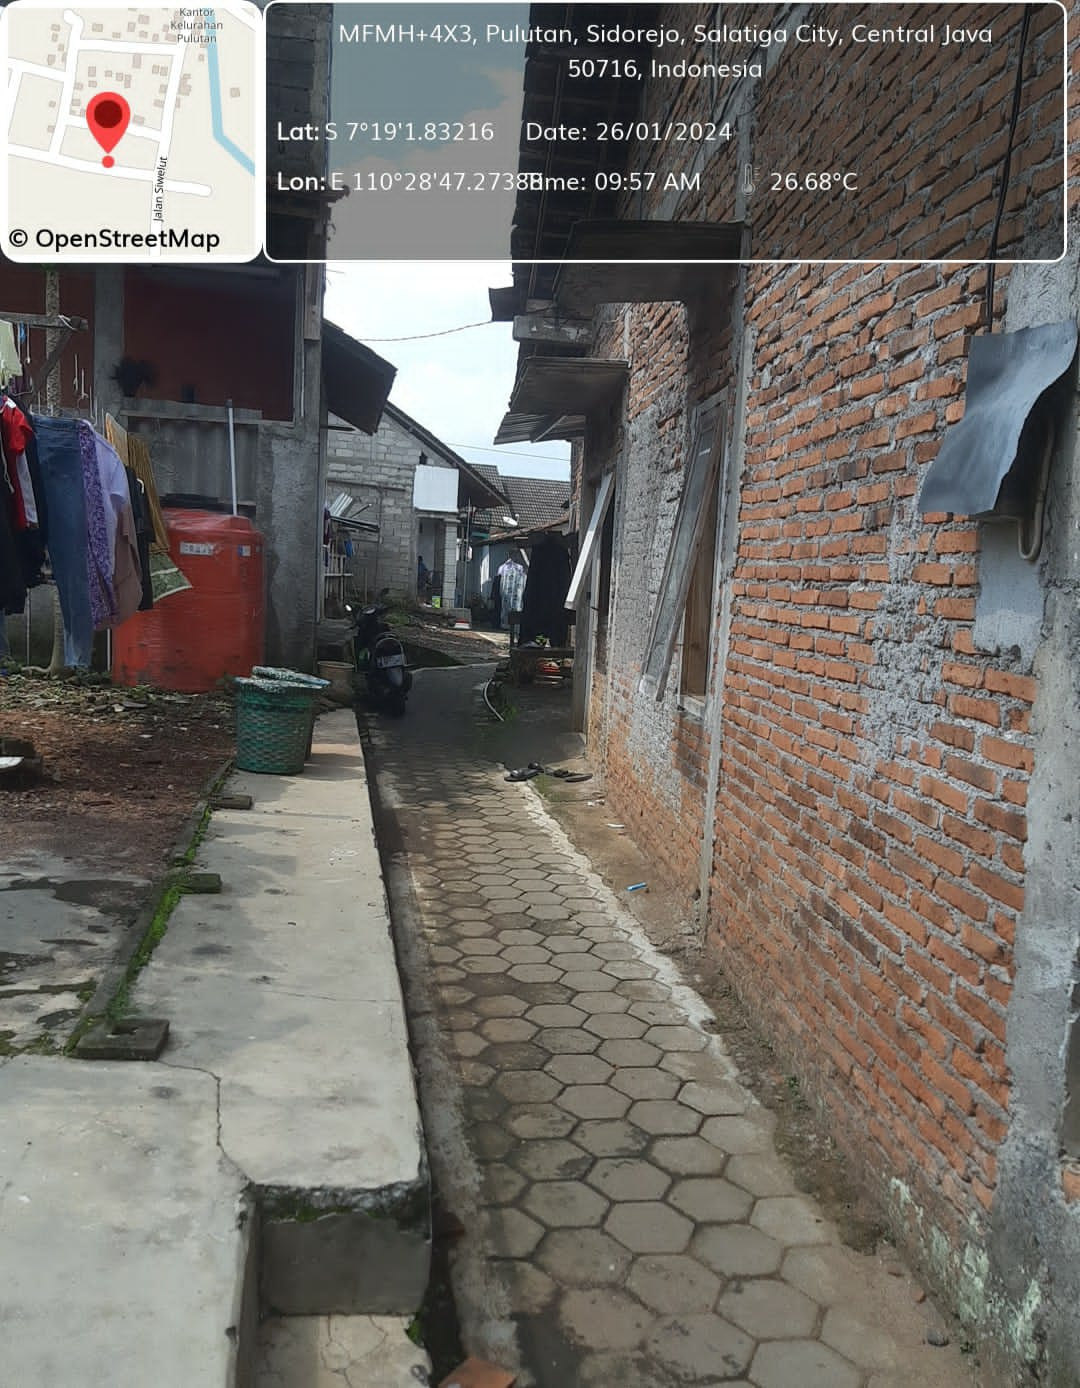 Kantor
Kelurahan
Pulutan
Jalan Siwelut
© OpenStreetMap
MFMH+4X3, Pulutan, Sidorejo, Salatiga City, Central Java
50716, Indonesia
Lat: S 7°19'1.83216 Date: 26/01/2024
Lon: E 110°28'47.27388 Time: 09:57 AM 26.68°C